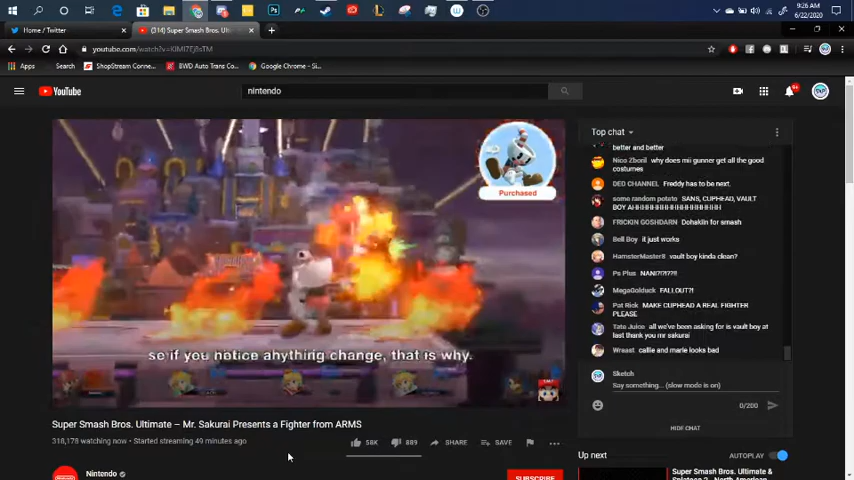 9:26 AM
6/22/2020
Home / Twitter
(314) Super Smash Bros. Ulti
Apps
Search
ShopStream Conne...
BWD Auto Trans Co...
Google Chrome - Si...
YouTube
nintendo
Top chat
Purchased
better and better
Nico Zboril why does mii gunner get all the good
costumes
DED CHANNEL Freddy has to be next.
some random potato SANS, CUPHEAD, VAULT
FRICKIN GOSHDARN Dohakiin for smash
Bell Boy it just works
HamsterMaster8 vault boy kinda clean?
Ps Plus
MegaGolduck FALLOUT?!
Pat Rick MAKE CUPHEAD A REAL FIGHTER
PLEASE
Tate Juice all we've been asking for is vault boy at
last thank you mr sakurai
Wreast callie and marie looks bad
so if you notice anything change, that is why.
Sketch
Say something... (slow mode is on)
0/200
HIDE CHAT
Super Smash Bros. Ultimate – Mr. Sakurai Presents a Fighter from ARMS
318,178 watching now • Started streaming 49 minutes ago
58K
889
SHARE
SAVE
Up next
AUTOPLAY
Nintendo
SUBSCRIBE
Super Smash Bros. Ultimate &
Splatoon 2 - North American